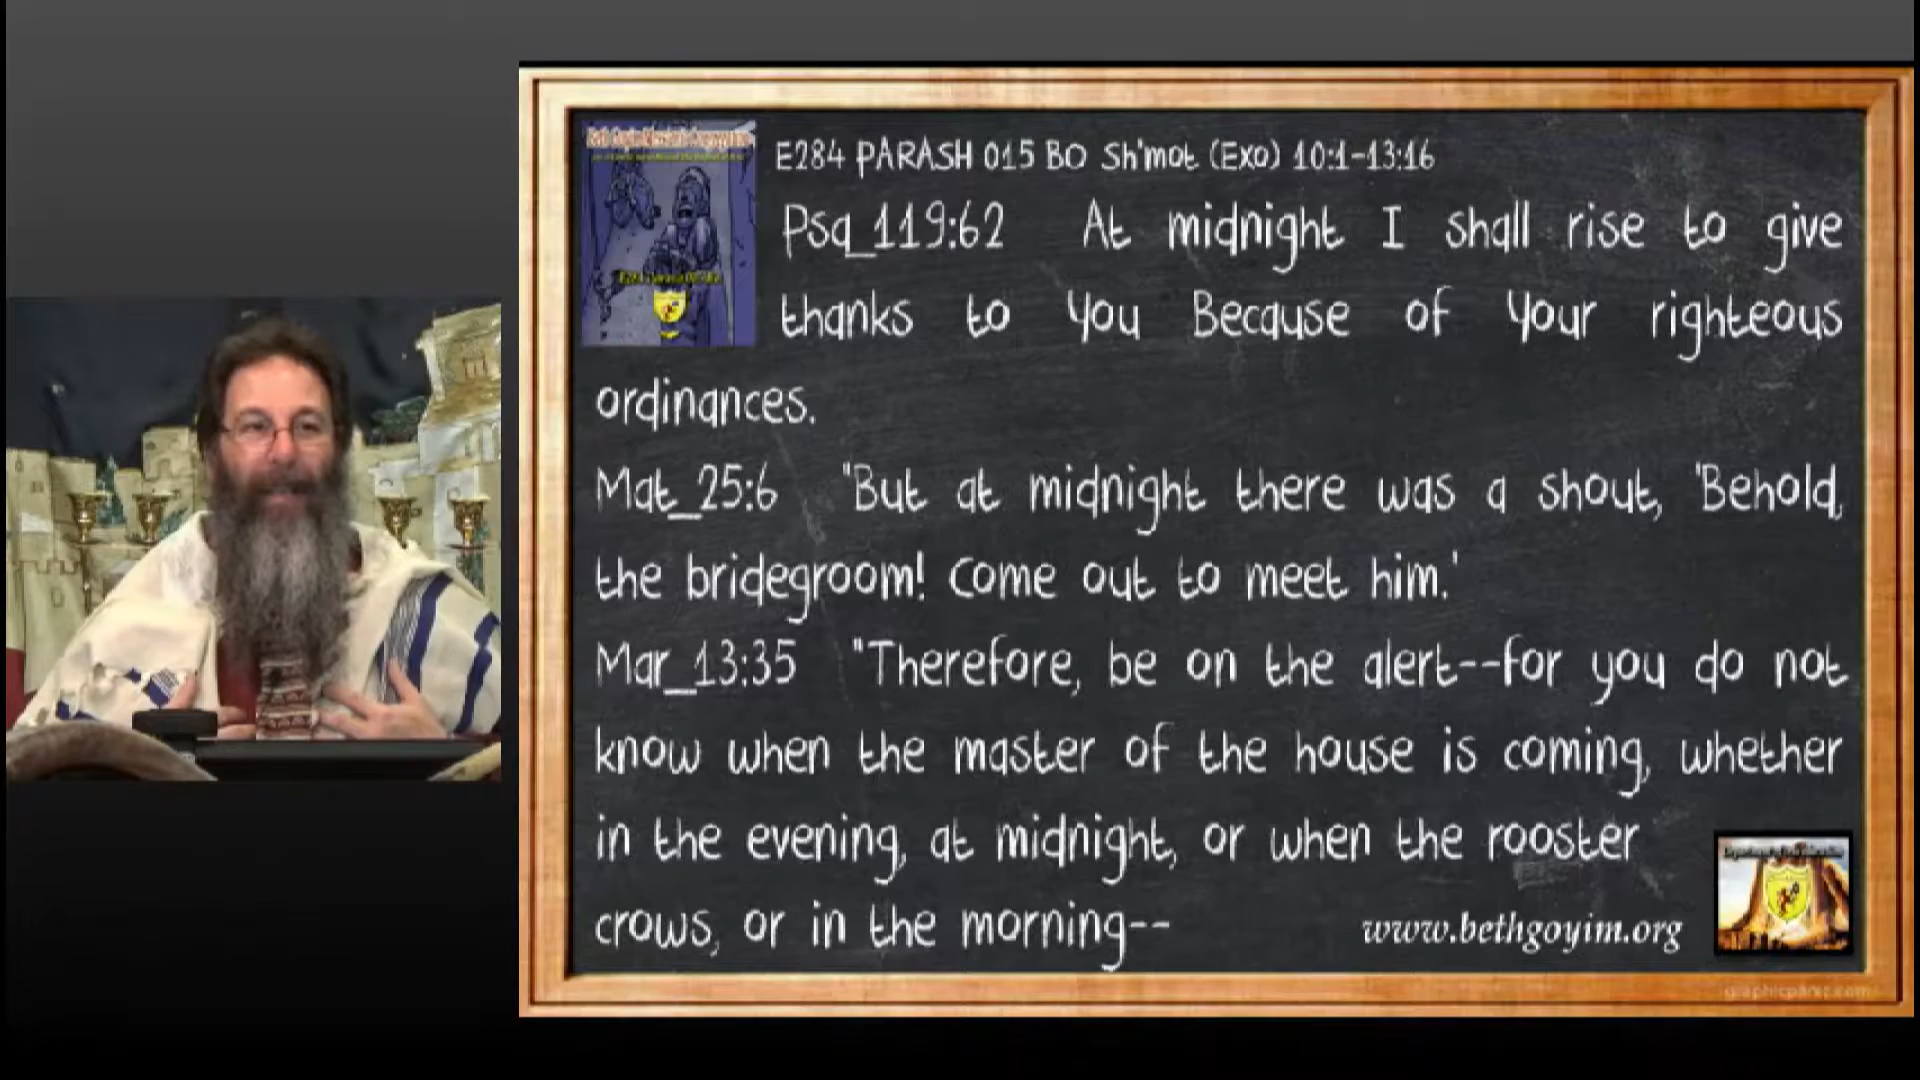 E284 PARASH 015 BO Sh'mot (Exo) 10:1-13:16
Psa_119:62 At midnight I shall rise to give
thanks to You Because of Your righteous
ordinances.
Mat_25:6 "But at midnight there was a shout, 'Behold,
the bridegroom! Come out to meet him.'
Mar_13:35 "Therefore, be on the alert--for you do not
know when the master of the house is coming, whether
in the evening, at midnight, or when the rooster
crows, or in the morning--
www.bethgoyim.org